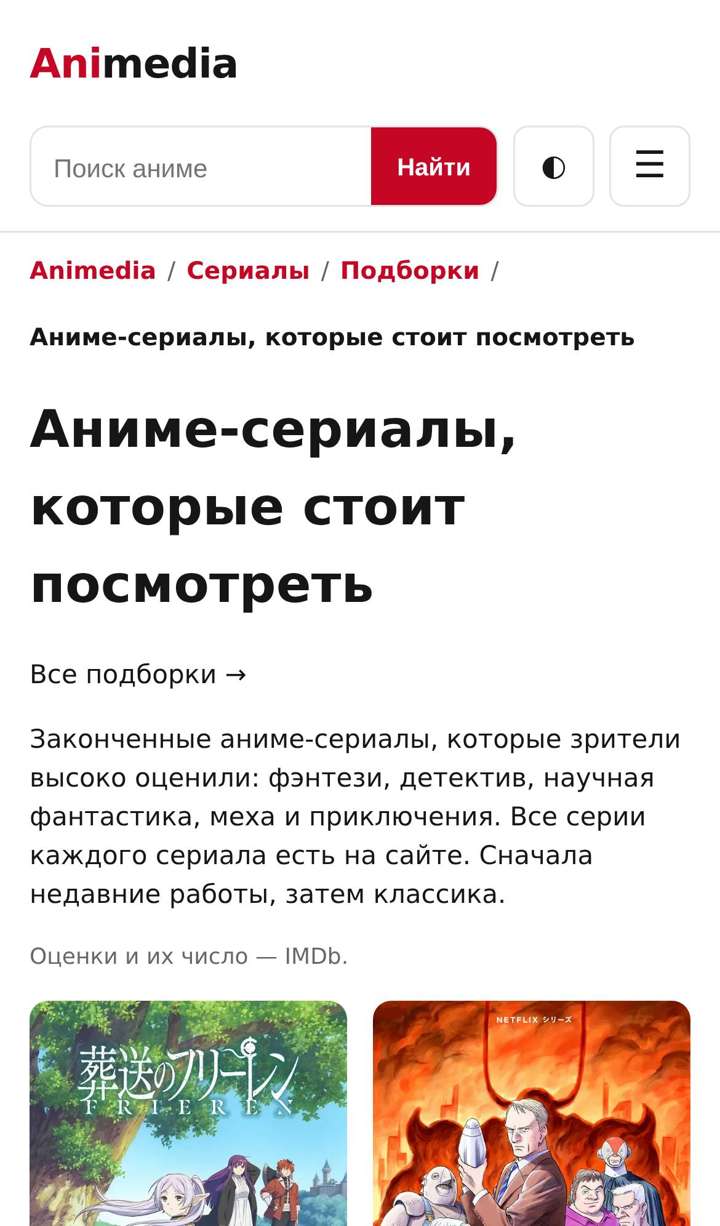 Animedia
Поиск аниме
Найти
Animedia / Сериалы / Подборки /
Аниме-сериалы, которые стоит посмотреть
Аниме-сериалы,
которые стоит
посмотреть
Все подборки →
Законченные аниме-сериалы, которые зрители
высоко оценили: фэнтези, детектив, научная
фантастика, меха и приключения. Все серии
каждого сериала есть на сайте. Сначала
недавние работы, затем классика.
Оценки и их число — IMDb.
葬送のフリーレン
FRIEREN
NETFLIX シリーズ